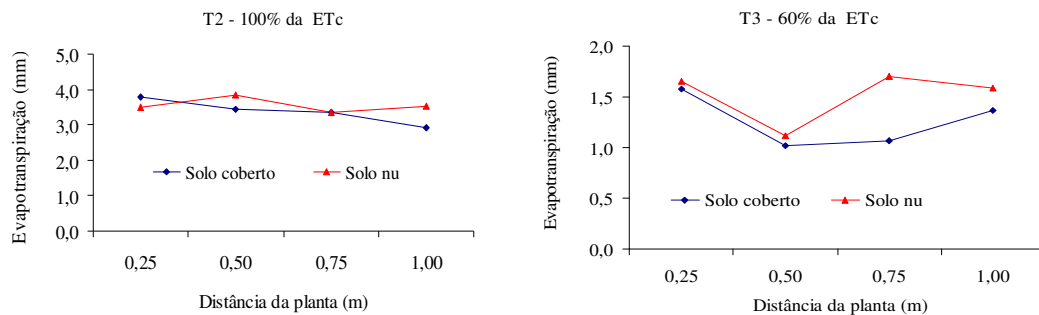 T2 - 100% da ETc
Evapotranspiração (mm)
5,0
4,0
3,0
2,0
1,0
0,0
Solo coberto
Solo nu
0,25
0,50
0,75
1,00
Distância da planta (m)
T3 - 60% da ETc
Evapotranspiração (mm)
2,0
1,5
1,0
0,5
0,0
Solo coberto
Solo nu
0,25
0,50
0,75
1,00
Distância da planta (m)